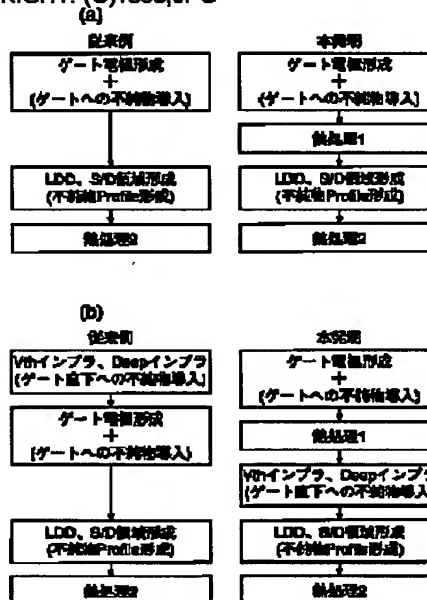 (a)
従来例
ゲート電極形成
+
(ゲートへの不純物導入)
LDD、S/D領域形成
(不純物Profile形成)
熱処理2
本発明
ゲート電極形成
+
(ゲートへの不純物導入)
熱処理1
LDD、S/D領域形成
(不純物Profile形成)
熱処理2
(b)
従来例
Vthインプラ、Deepインプラ
(ゲート直下への不純物導入)
ゲート電極形成
+
(ゲートへの不純物導入)
LDD、S/D領域形成
(不純物Profile形成)
熱処理2
本発明
ゲート電極形成
+
(ゲートへの不純物導入)
熱処理1
Vthインプラ、Deepインプラ
(ゲート直下への不純物導入)
LDD、S/D領域形成
(不純物Profile形成)
熱処理2